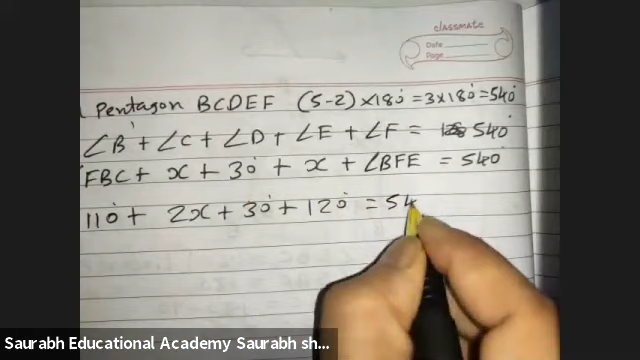 classmate
Date
Page
Pentagon BCDEF (5-2)×180° = 3×180° = 540°
∠B + ∠C + ∠D + ∠E + ∠F = 540°
FBC + x + 30° + x + ∠BFE = 540°
110° + 2x + 30° + 120° = 54
Saurabh Educational Academy Saurabh sh...